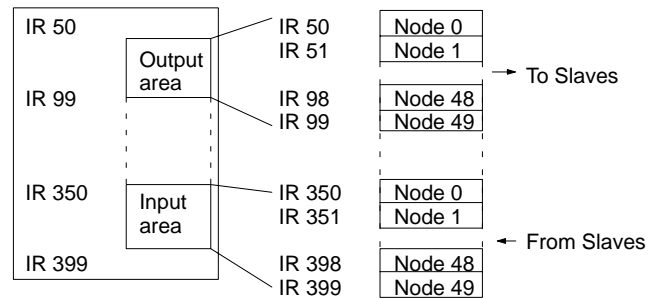 IR 50 IR 50 Node 0
IR 51 Node 1
Output
area
To Slaves
IR 99 IR 98 Node 48
IR 99 Node 49
IR 350 IR 350 Node 0
Input
area
IR 351 Node 1
From Slaves
IR 399 IR 398 Node 48
IR 399 Node 49